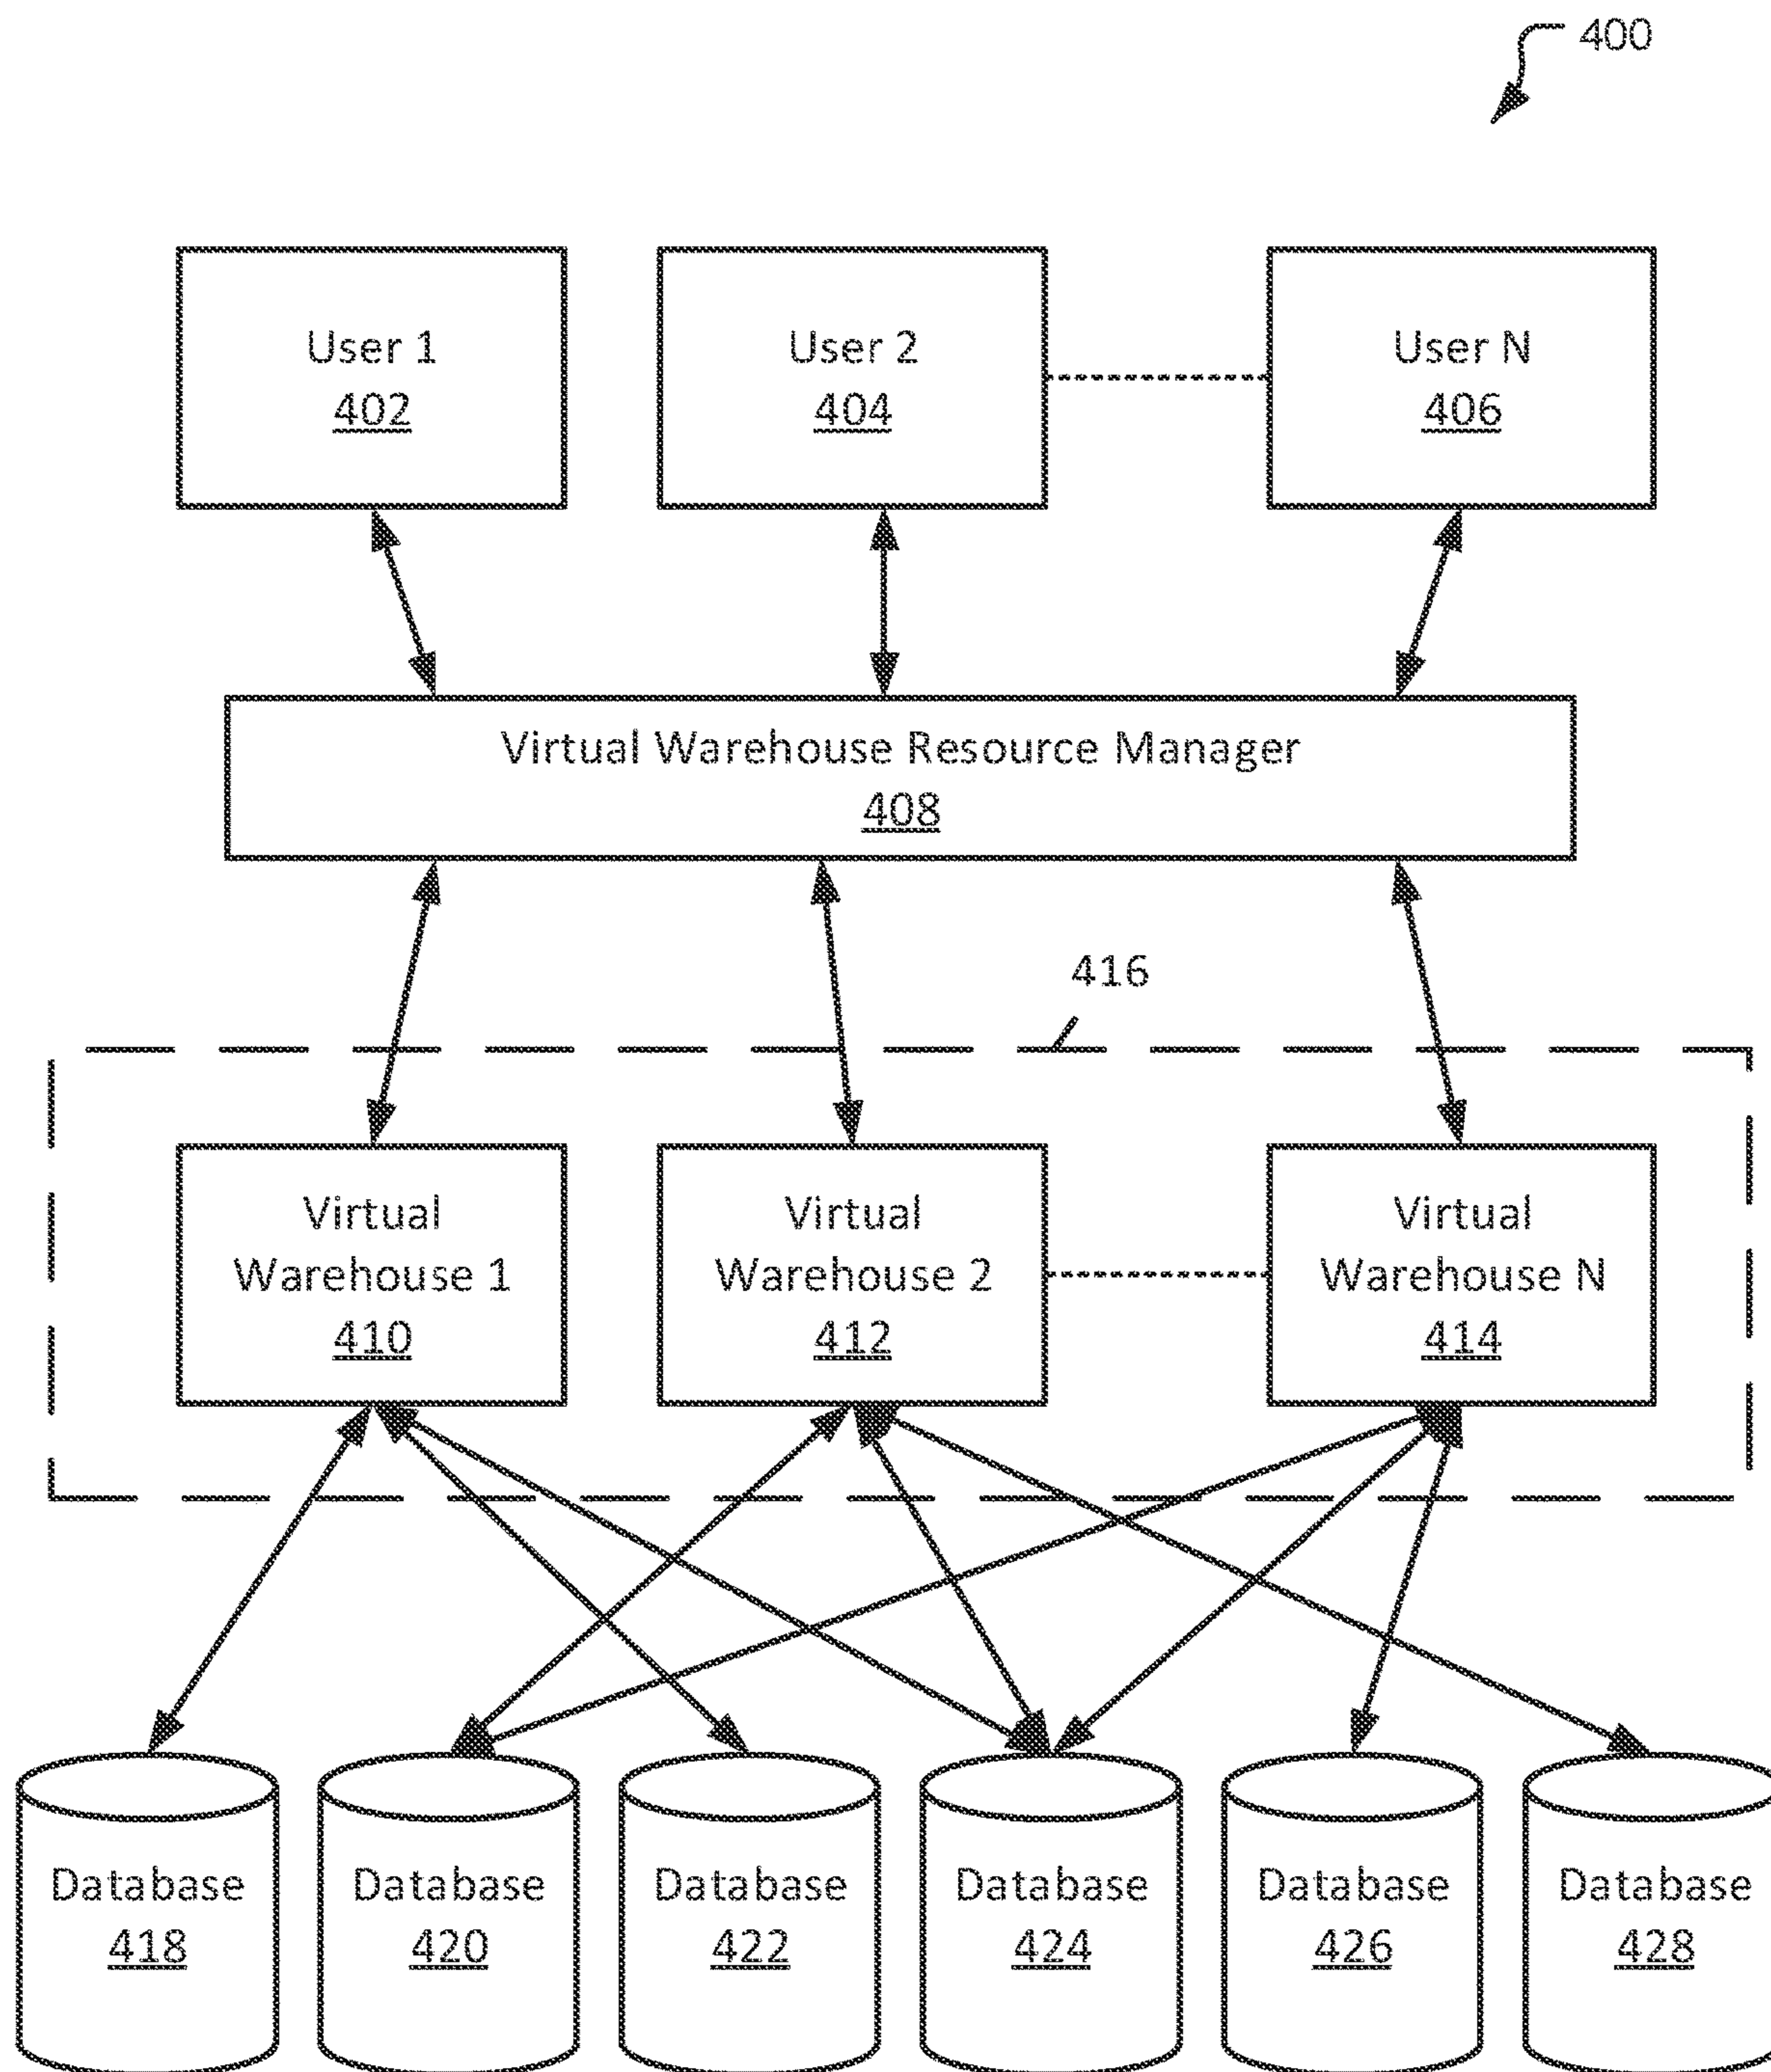 400
User 1
402
User 2
404
User N
406
Virtual Warehouse Resource Manager
408
416
Virtual
Warehouse 1
410
Virtual
Warehouse 2
412
Virtual
Warehouse N
414
Database
418
Database
420
Database
422
Database
424
Database
426
Database
428